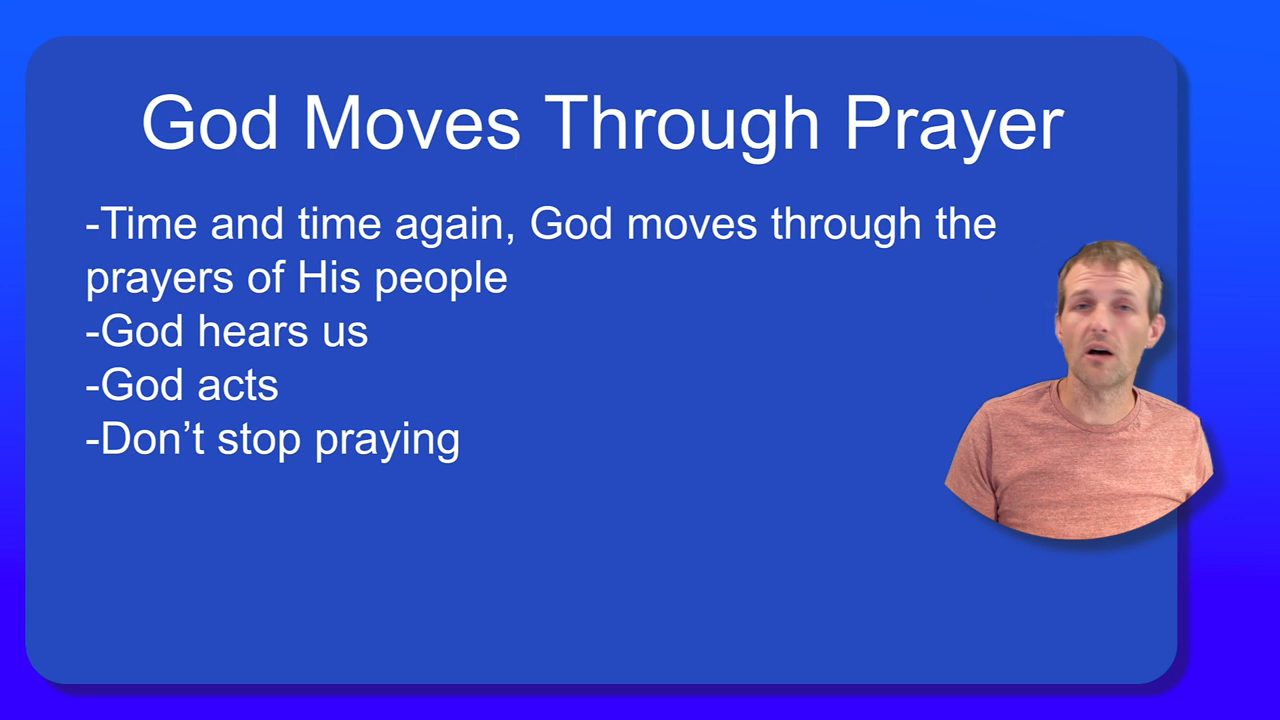 God Moves Through Prayer
-Time and time again, God moves through the
prayers of His people
-God hears us
-God acts
-Don’t stop praying